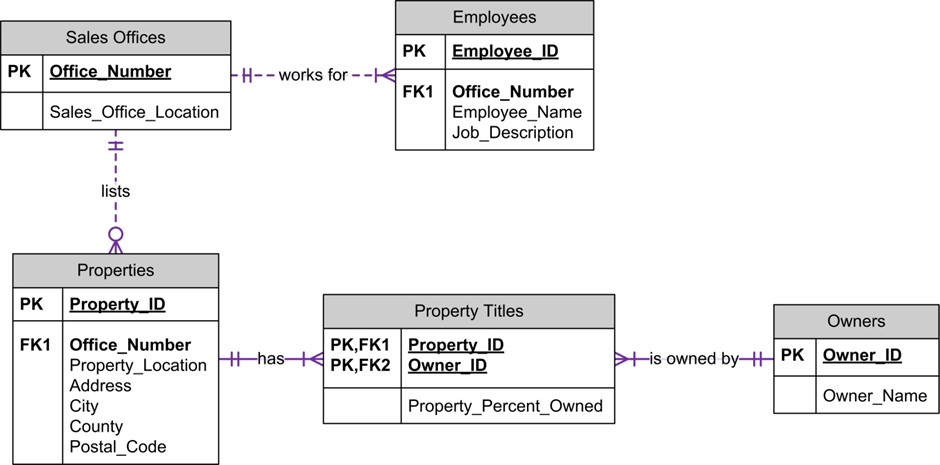 Sales Offices
PK Office_Number
Sales_Office_Location
works for
Employees
PK Employee_ID
FK1 Office_Number
Employee_Name
Job_Description
lists
Properties
PK Property_ID
FK1 Office_Number
Property_Location
Address
City
County
Postal_Code
has
Property Titles
PK,FK1 Property_ID
PK,FK2 Owner_ID
Property_Percent_Owned
is owned by
Owners
PK Owner_ID
Owner_Name